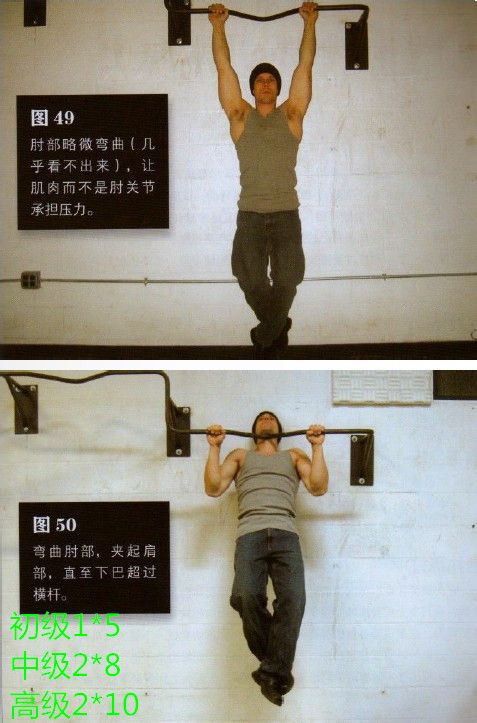 图 49
肘部略微弯曲（几
乎看不出来），让
肌肉而不是肘关节
承担压力。
图 50
弯曲肘部，夹起肩
部，直至下巴超过
横杆。
初级1*5
中级2*8
高级2*10